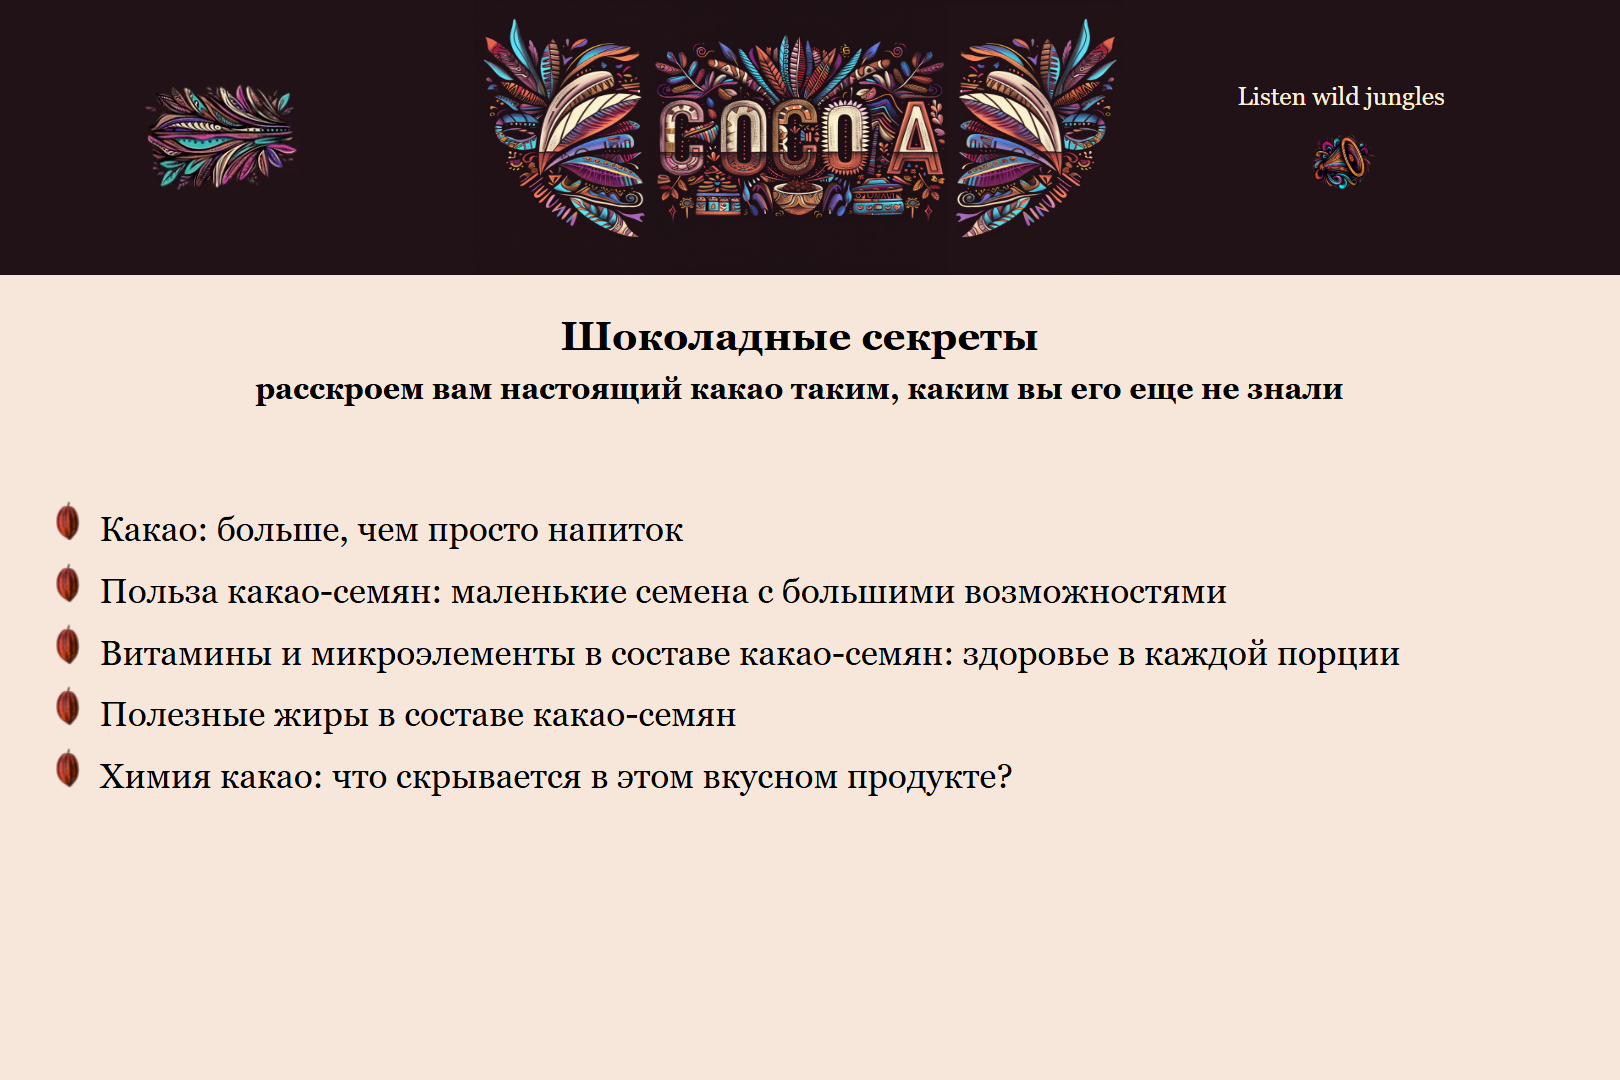 COCOA
Listen wild jungles
Шоколадные секреты
расскроем вам настоящий какао таким, каким вы его еще не знали
Какао: больше, чем просто напиток
Польза какао-семян: маленькие семена с большими возможностями
Витамины и микроэлементы в составе какао-семян: здоровье в каждой порции
Полезные жиры в составе какао-семян
Химия какао: что скрывается в этом вкусном продукте?